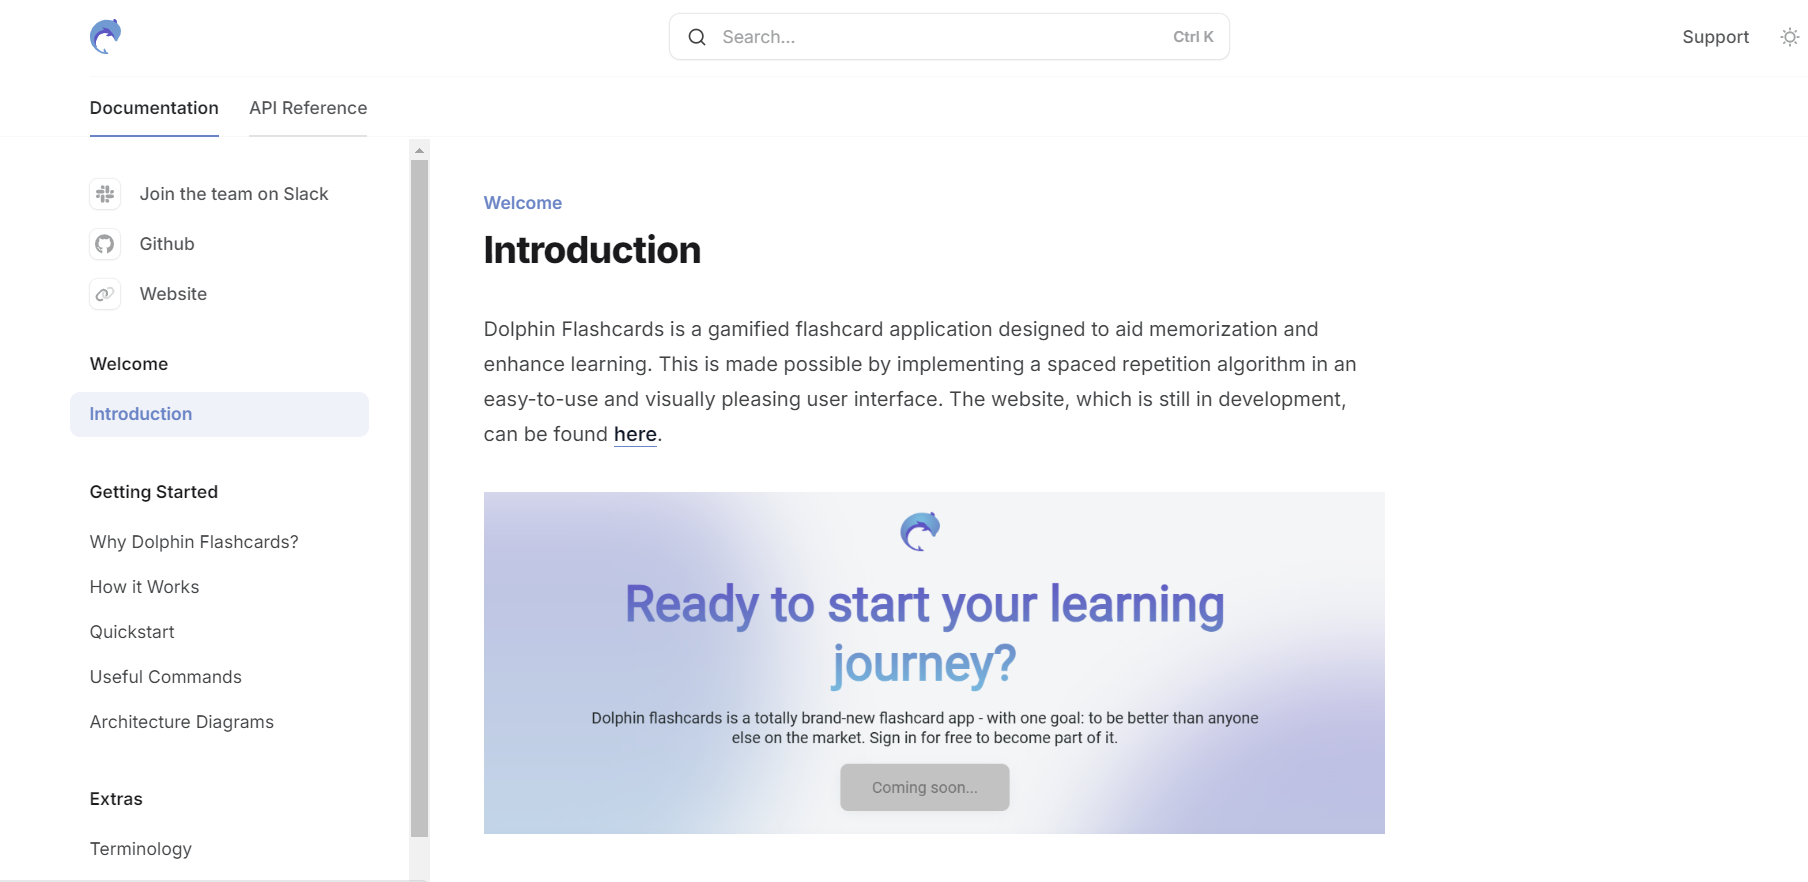 Search...
Ctrl K
Support
Documentation
API Reference
Join the team on Slack
Github
Website
Welcome
Introduction
Getting Started
Why Dolphin Flashcards?
How it Works
Quickstart
Useful Commands
Architecture Diagrams
Extras
Terminology
Welcome
Introduction
Dolphin Flashcards is a gamified flashcard application designed to aid memorization and
enhance learning. This is made possible by implementing a spaced repetition algorithm in an
easy-to-use and visually pleasing user interface. The website, which is still in development,
can be found here.
Ready to start your learning
journey?
Dolphin flashcards is a totally brand-new flashcard app - with one goal: to be better than anyone
else on the market. Sign in for free to become part of it.
Coming soon...